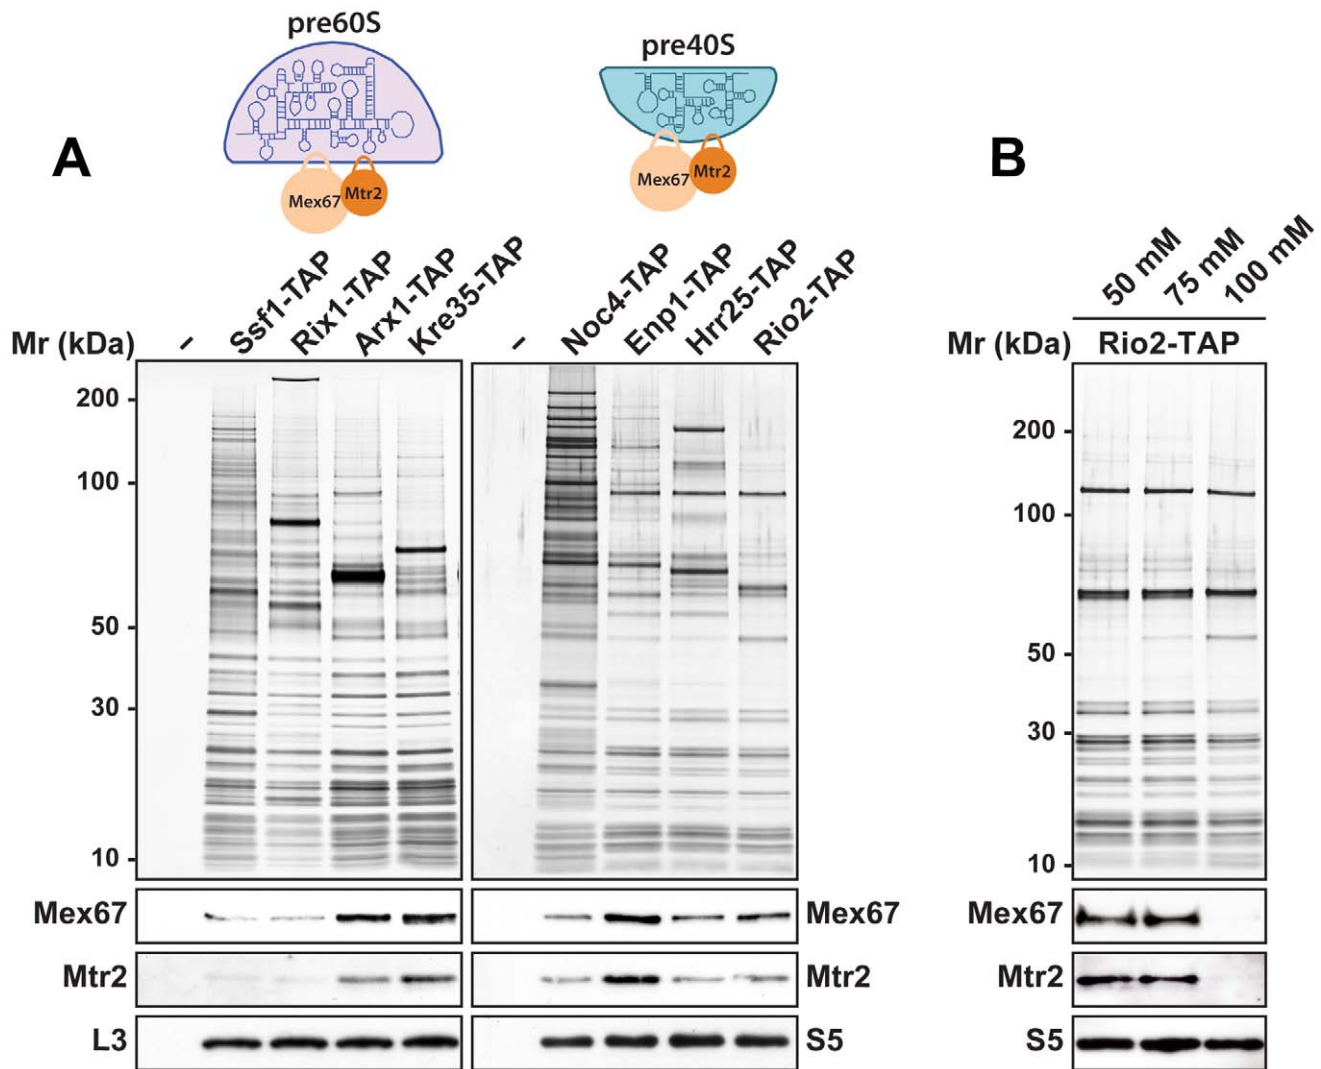 pre60S
pre40S
A
B
Mex67
Mtr2
Mex67
Mtr2
Mr (kDa)
-
Ssf1-TAP
Rix1-TAP
Arx1-TAP
Kre35-TAP
-
Noc4-TAP
Enp1-TAP
Hrr25-TAP
Rio2-TAP
200
100
50
30
10
Mex67
Mex67
Mtr2
Mtr2
L3
S5
50 mM
75 mM
100 mM
Mr (kDa)
Rio2-TAP
200
100
50
30
10
Mex67
Mtr2
S5